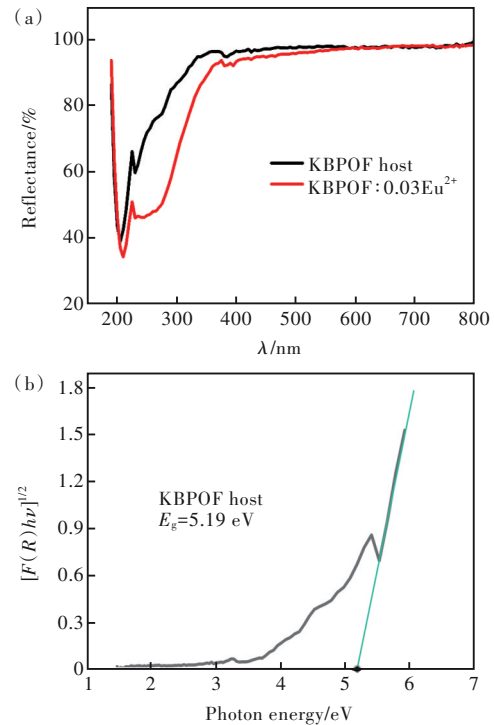 (a)
100
80
60
40
20
Reflectance/%
KBPOF host
KBPOF：0.03Eu²⁺
200 300 400 500 600 700 800
λ/nm
(b)
1.8
1.5
1.2
0.9
0.6
0.3
0
[F(R)hν]^1/2
KBPOF host
E_g=5.19 eV
1 2 3 4 5 6 7
Photon energy/eV